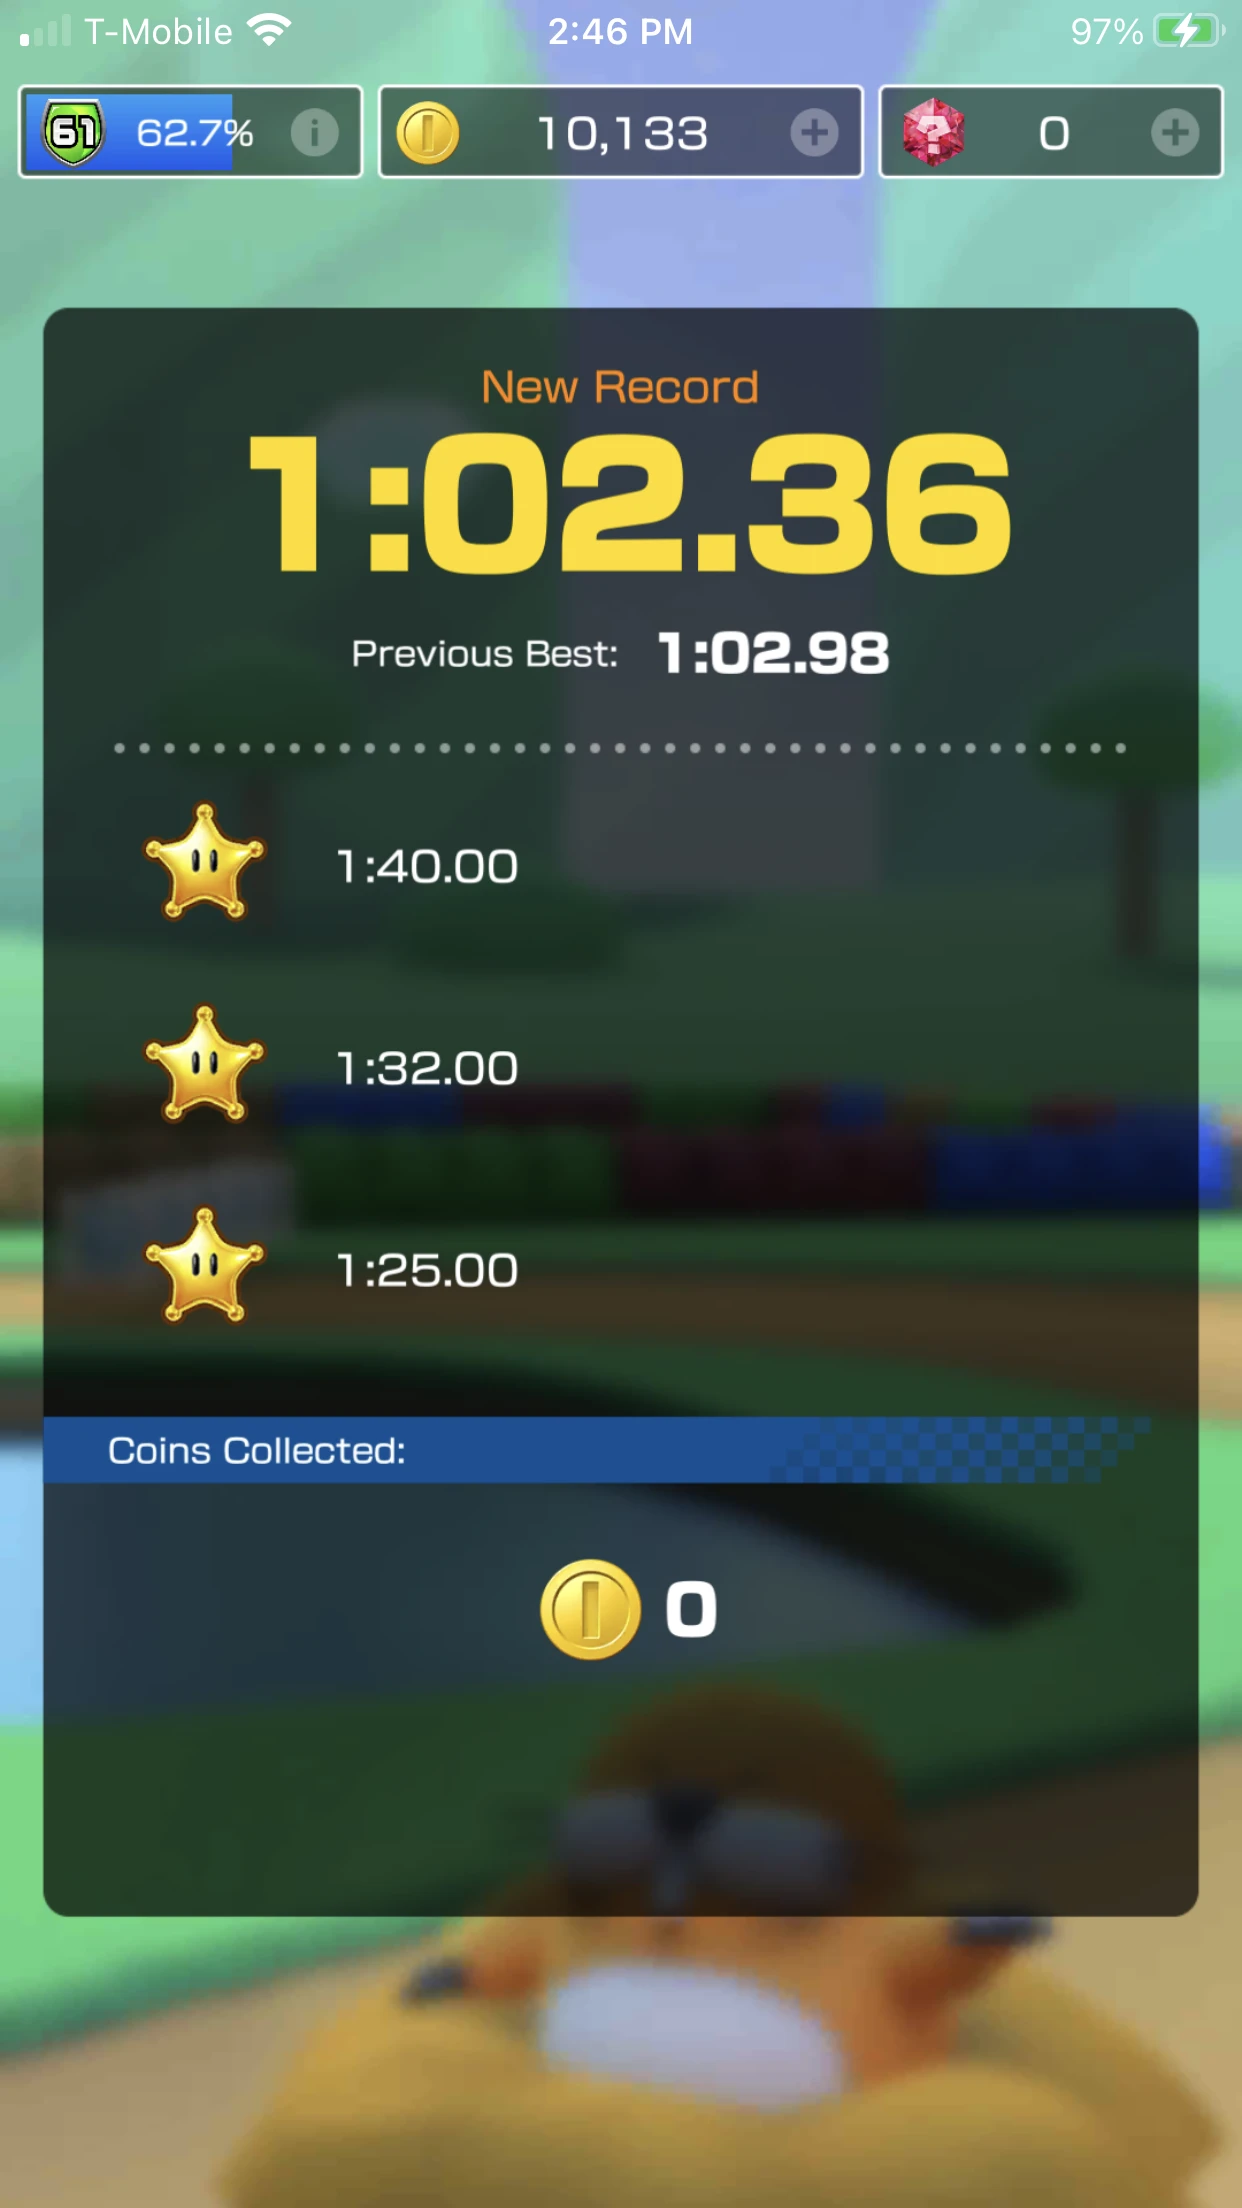 T-Mobile 2:46 PM 97%
61 62.7% i 10,133 + ? 0 +
New Record
1:02.36
Previous Best: 1:02.98
1:40.00
1:32.00
1:25.00
Coins Collected:
0